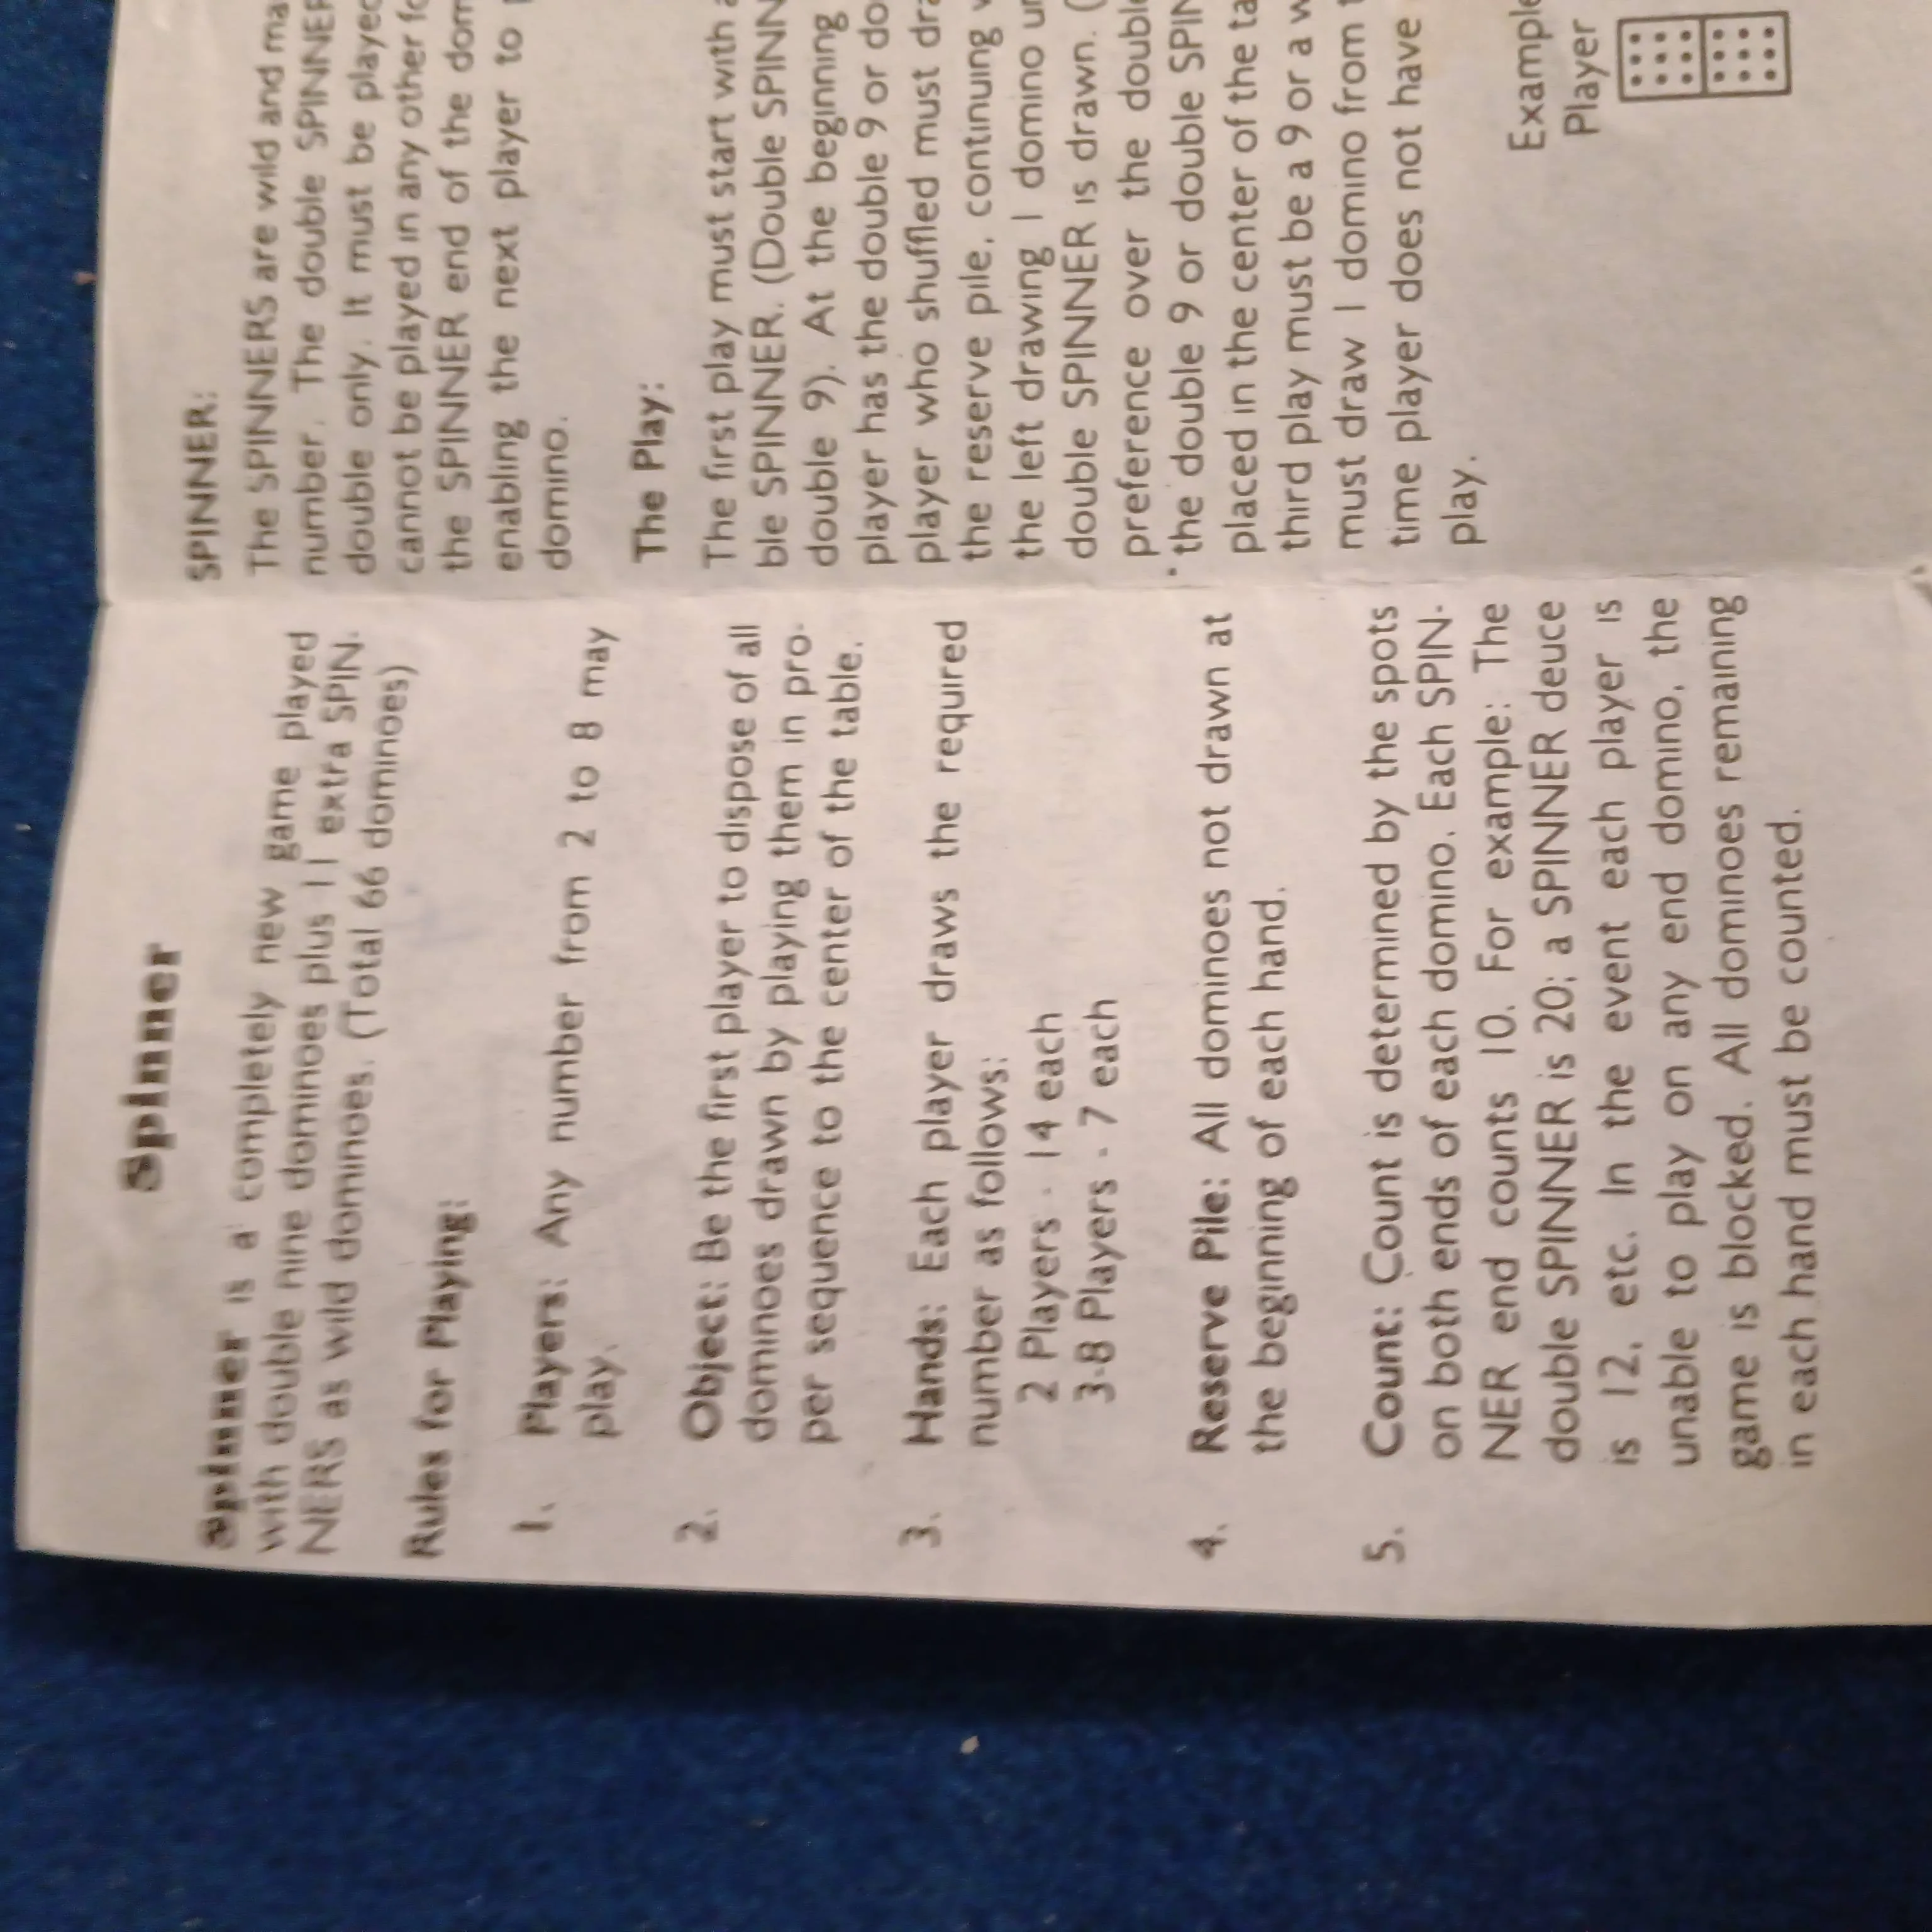 Spinner
Spinner is a completely new game played
with double nine dominoes plus 11 extra SPIN-
NERS as wild dominoes. (Total 66 dominoes)
Rules for Playing:
1. Players: Any number from 2 to 8 may
play.
2. Object: Be the first player to dispose of all
dominoes drawn by playing them in pro-
per sequence to the center of the table.
3. Hands: Each player draws the required
number as follows:
2 Players - 14 each
3-8 Players - 7 each
4. Reserve Pile: All dominoes not drawn at
the beginning of each hand.
5. Count: Count is determined by the spots
on both ends of each domino. Each SPIN-
NER end counts 10. For example: The
double SPINNER is 20; a SPINNER deuce
is 12, etc. In the event each player is
unable to play on any end domino, the
game is blocked. All dominoes remaining
in each hand must be counted.
SPINNER:
The SPINNERS are wild and
number. The double SPINNER
double only. It must be played
cannot be played in any other
the SPINNER end of the
enabling the next player to
domino.
The Play:
The first play must start with
ble SPINNER. (Double
double 9). At the beginning
player has the double 9 or
player who shuffled must
the reserve pile, continuing
the left drawing 1 domino
double SPINNER is drawn. (
preference over the
the double 9 or double
placed in the center of the
third play must be a 9 or a
must draw 1 domino from
time player does not have
play.
Example
Player